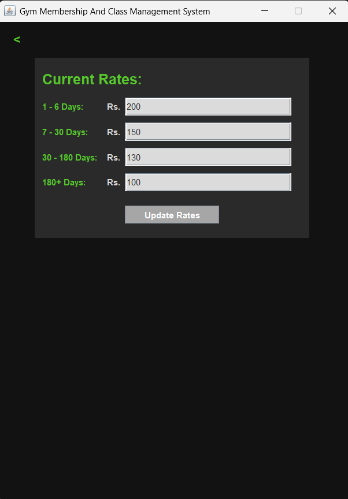 Gym Membership And Class Management System
<
Current Rates:
1 - 6 Days: Rs. 200
7 - 30 Days: Rs. 150
30 - 180 Days: Rs. 130
180+ Days: Rs. 100
Update Rates